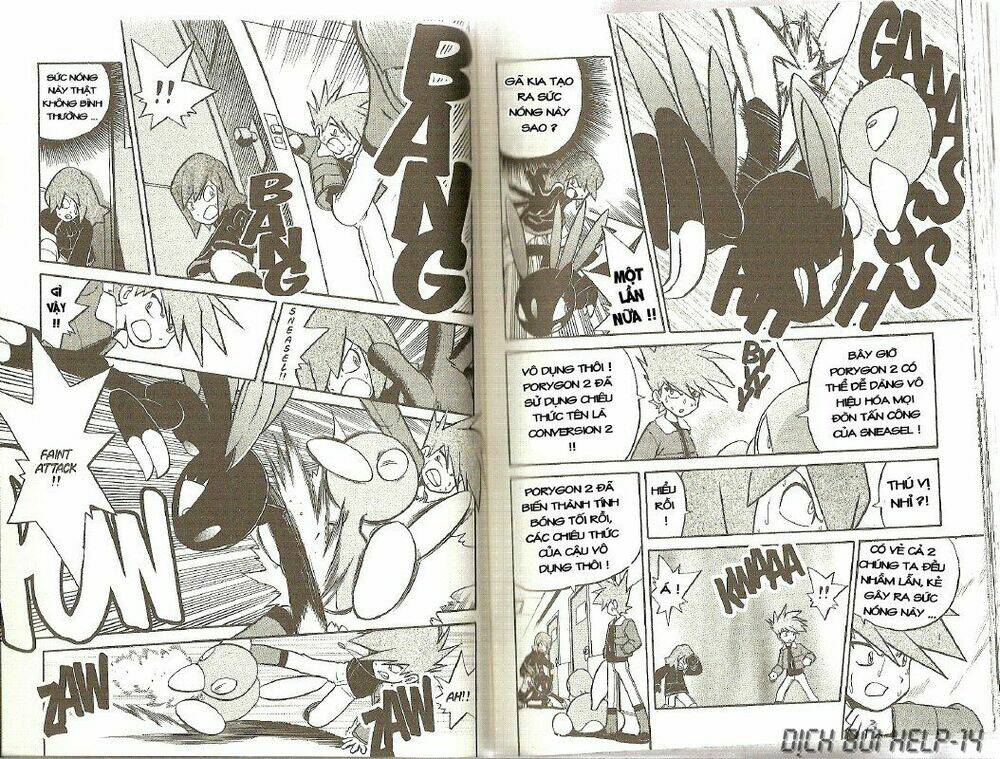 SỨC NÓNG
NÀY THẬT
KHÔNG BÌNH
THƯỜNG ...
!!
BANG
BANG
GÌ
VẬY !!
SNEASEL!!
FAINT
ATTACK
!!
ZAW
ZAW
AH!!
GÃ KIA TẠO
RA SỨC
NÓNG NÀY
SAO ?
MỘT
LẦN
NỮA !!
GAAASSSHHH
VÔ DỤNG THÔI !
PORYGON 2 ĐÃ
SỬ DỤNG CHIÊU
THỨC TÊN LÀ
CONVERSION 2
!!
BÂY GIỜ
PORYGON 2 CÓ
THỂ DỄ DÀNG VÔ
HIỆU HÓA MỌI
ĐÒN TẤN CÔNG
CỦA SNEASEL !
PORYGON 2 ĐÃ
BIẾN THÀNH TÍNH
BÓNG TỐI RỒI,
CÁC CHIÊU THỨC
CỦA CẬU VÔ
DỤNG THÔI !
HIỂU
RỒI
!
THÚ VỊ
NHỈ ?!
Á !
KWAAA
!!
CÓ VẺ CẢ 2
CHÚNG TA ĐỀU
NHẦM LẪN, KẺ
GÂY RA SỨC
NÓNG NÀY ...
DỊCH BỞI HELP-14